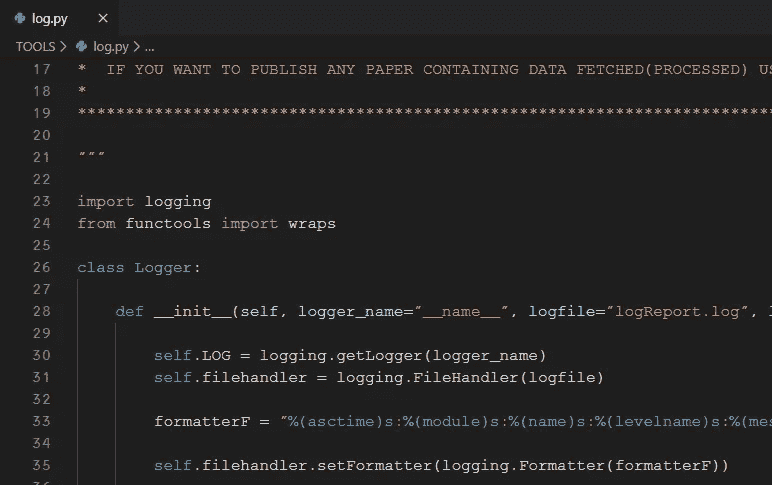 log.py ×
TOOLS > log.py > ...
17 * IF YOU WANT TO PUBLISH ANY PAPER CONTAINING DATA FETCHED(PROCESSED)
18 *
19 *************************************************************************
20
21 """
22
23 import logging
24 from functools import wraps
25
26 class Logger:
27
28 def __init__(self, logger_name="__name__", logfile="logReport.log",
29
30 self.LOG = logging.getLogger(logger_name)
31 self.filehandler = logging.FileHandler(logfile)
32
33 formatterF = "%(asctime)s:%(module)s:%(name)s:%(levelname)s:%(mes
34
35 self.filehandler.setFormatter(logging.Formatter(formatterF))